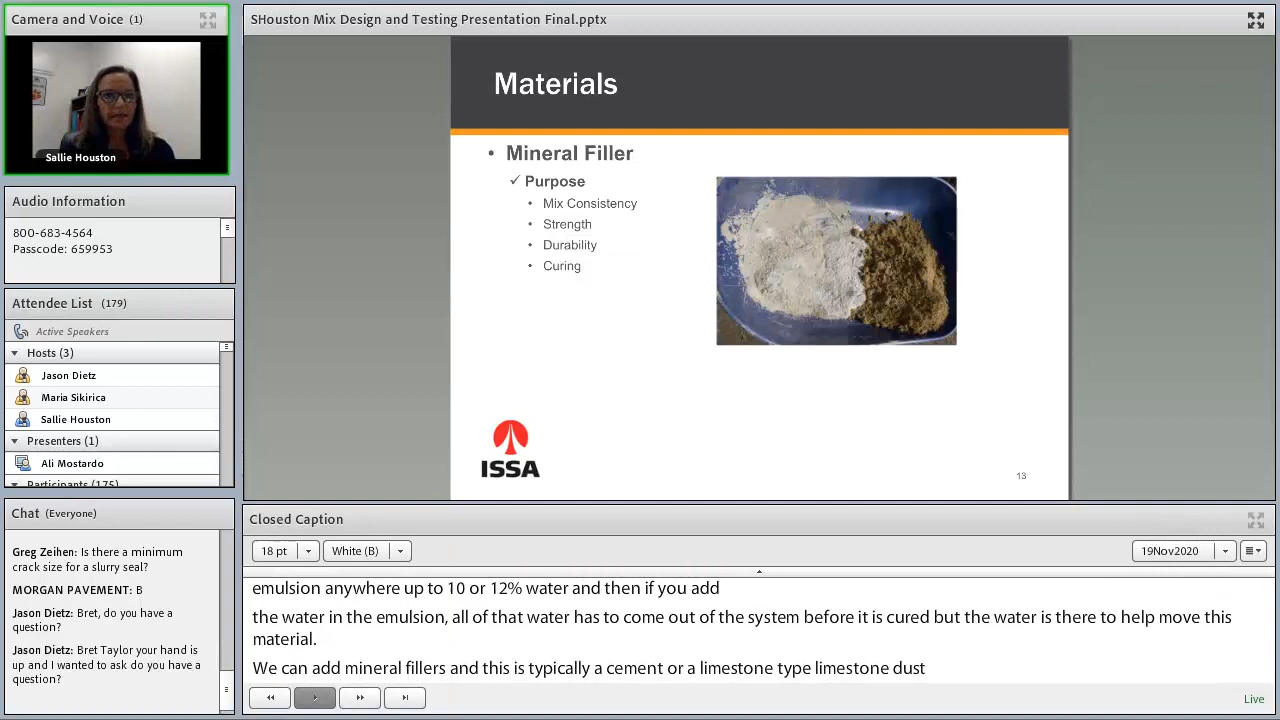 Camera and Voice (1)
Sallie Houston
Audio Information
800-683-4564
Passcode: 659953
Attendee List (179)
Active Speakers
Hosts (3)
Jason Dietz
Maria Sikirica
Sallie Houston
Presenters (1)
Ali Mostardo
Participants (175)
Chat (Everyone)
Greg Zeihen: Is there a minimum
crack size for a slurry seal?
MORGAN PAVEMENT: B
Jason Dietz: Bret, do you have a
question?
Jason Dietz: Bret Taylor your hand is
up and I wanted to ask do you have a
question?
SHouston Mix Design and Testing Presentation Final.pptx
Materials
• Mineral Filler
✓ Purpose
• Mix Consistency
• Strength
• Durability
• Curing
ISSA
13
Closed Caption
18 pt
White (B)
19Nov2020
emulsion anywhere up to 10 or 12% water and then if you add
the water in the emulsion, all of that water has to come out of the system before it is cured but the water is there to help move this
material.
We can add mineral fillers and this is typically a cement or a limestone type limestone dust
Live